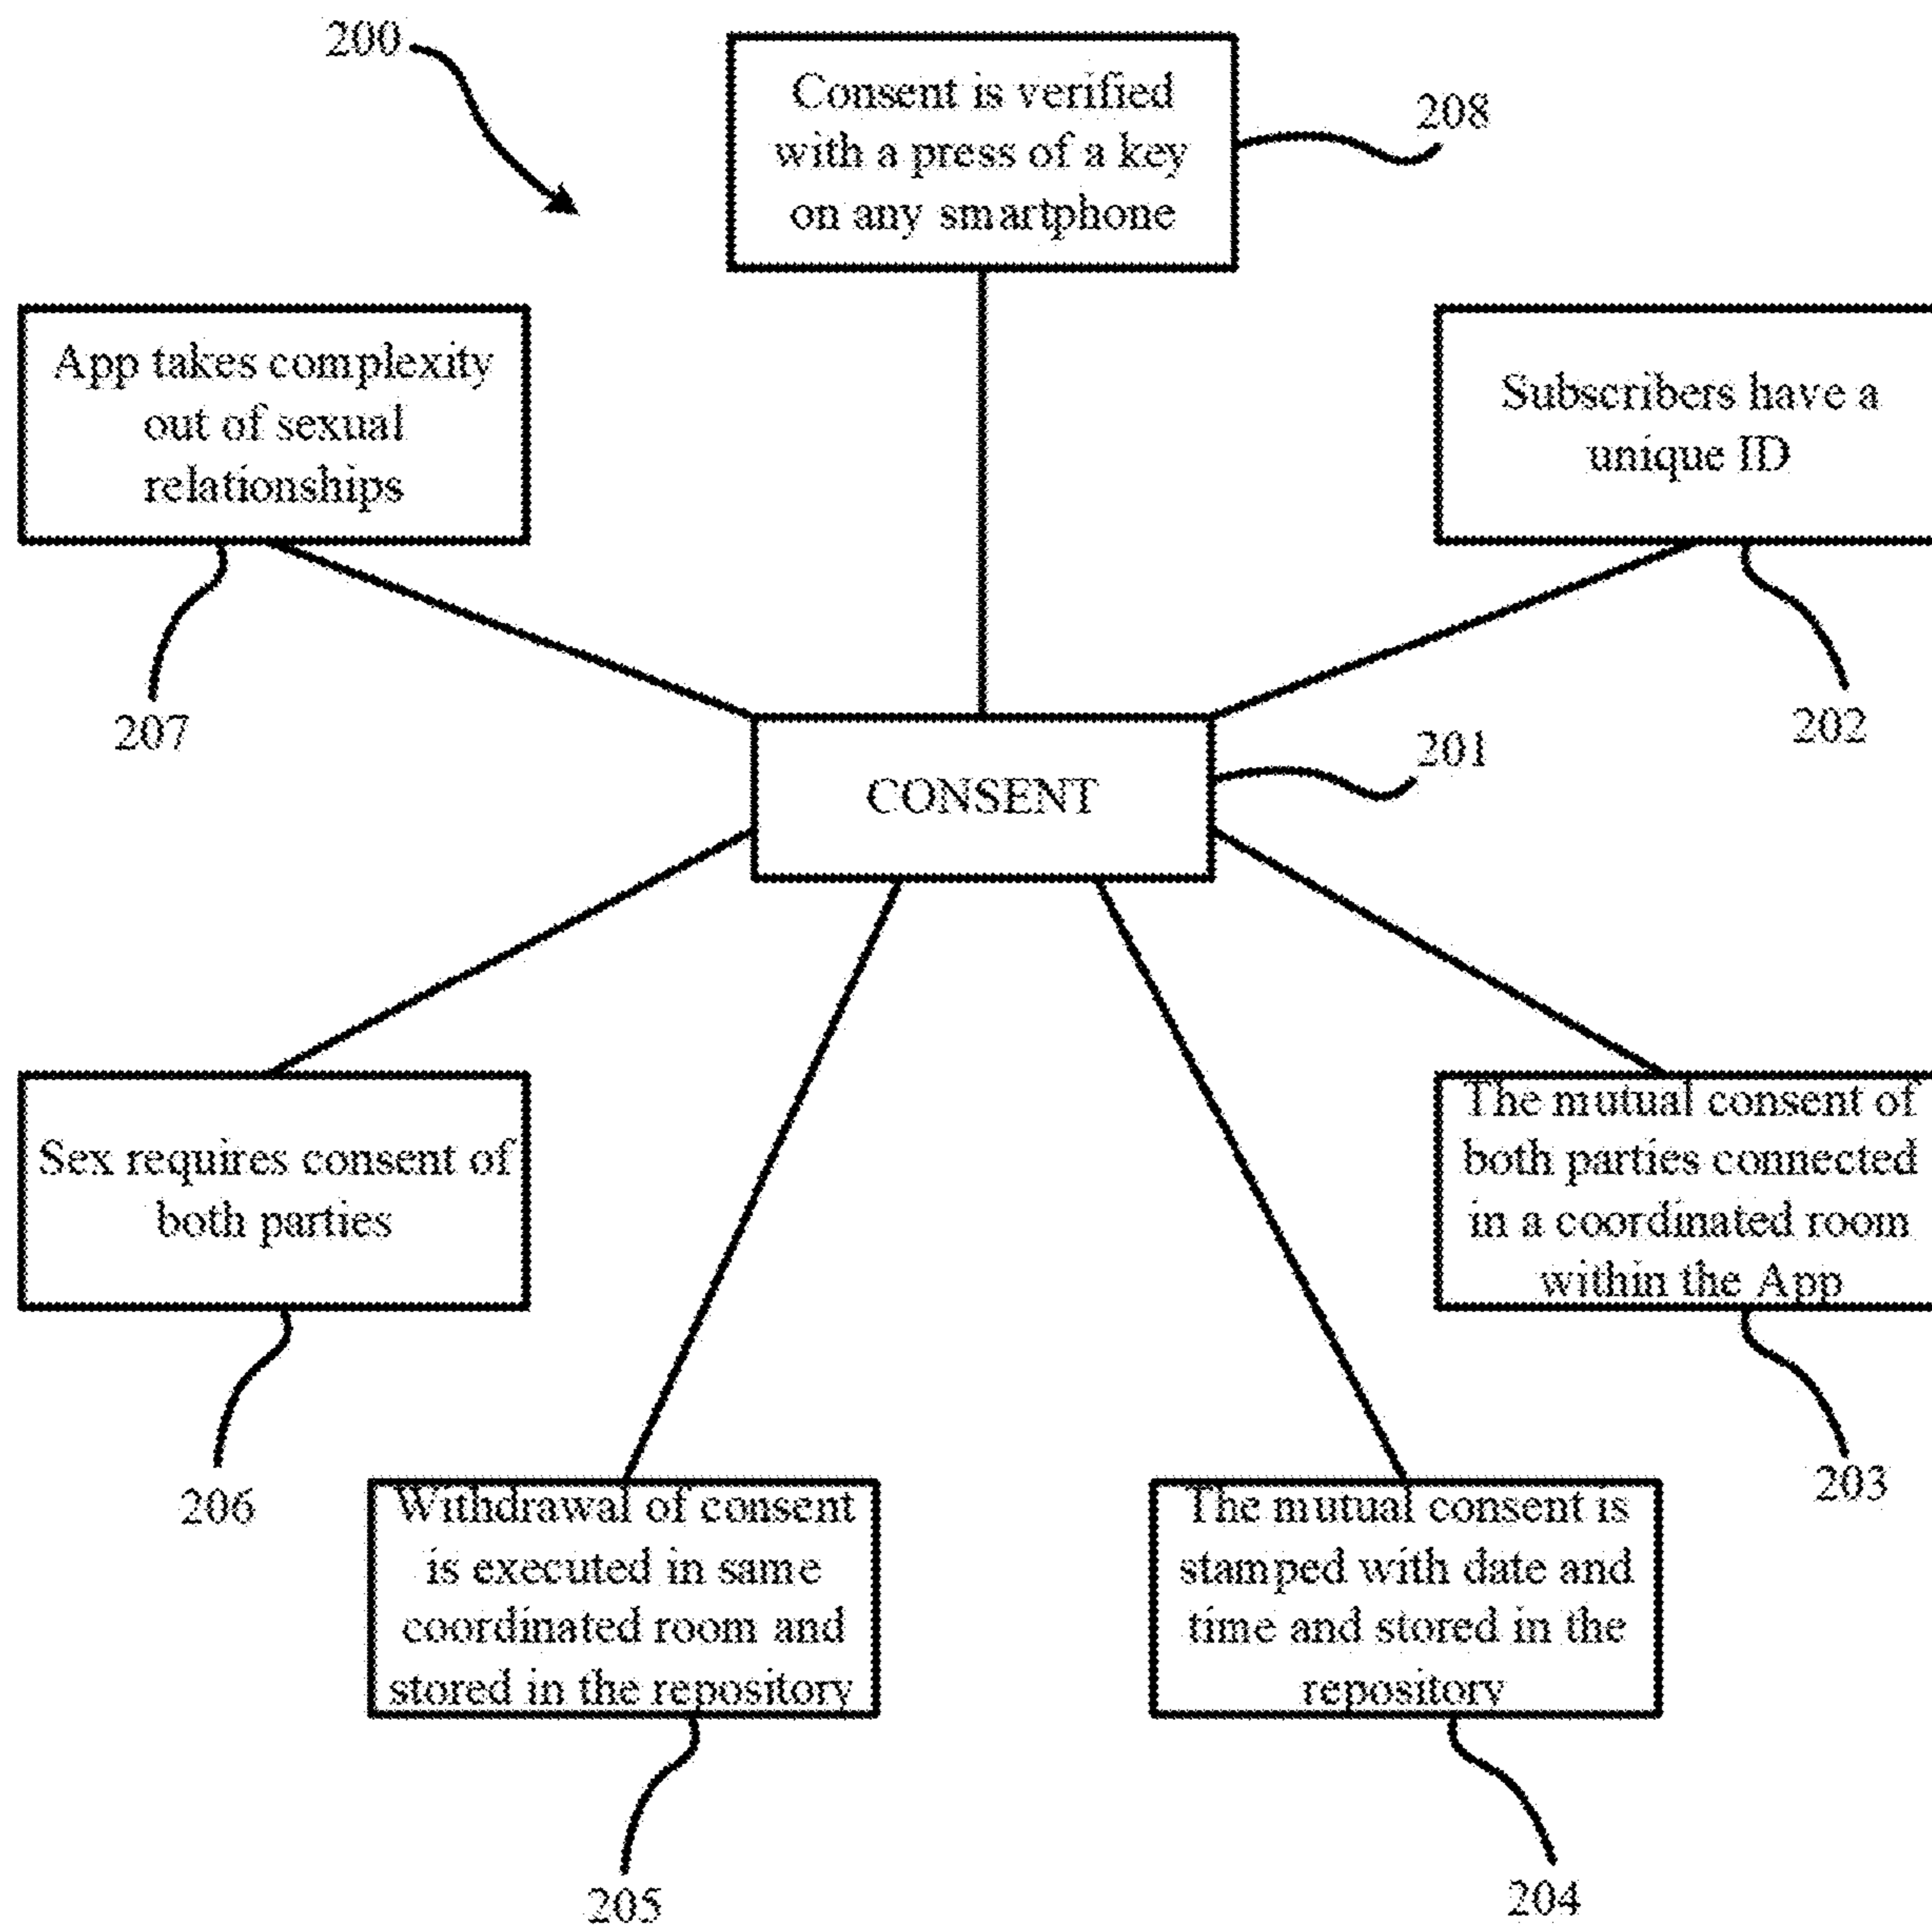 200
Consent is verified
with a press of a key
on any smartphone
208
App takes complexity
out of sexual
relationships
207
Subscribers have a
unique ID
202
CONSENT
201
Sex requires consent of
both parties
206
The mutual consent of
both parties connected
in a coordinated room
within the App
203
Withdrawal of consent
is executed in same
coordinated room and
stored in the repository
205
The mutual consent is
stamped with date and
time and stored in the
repository
204